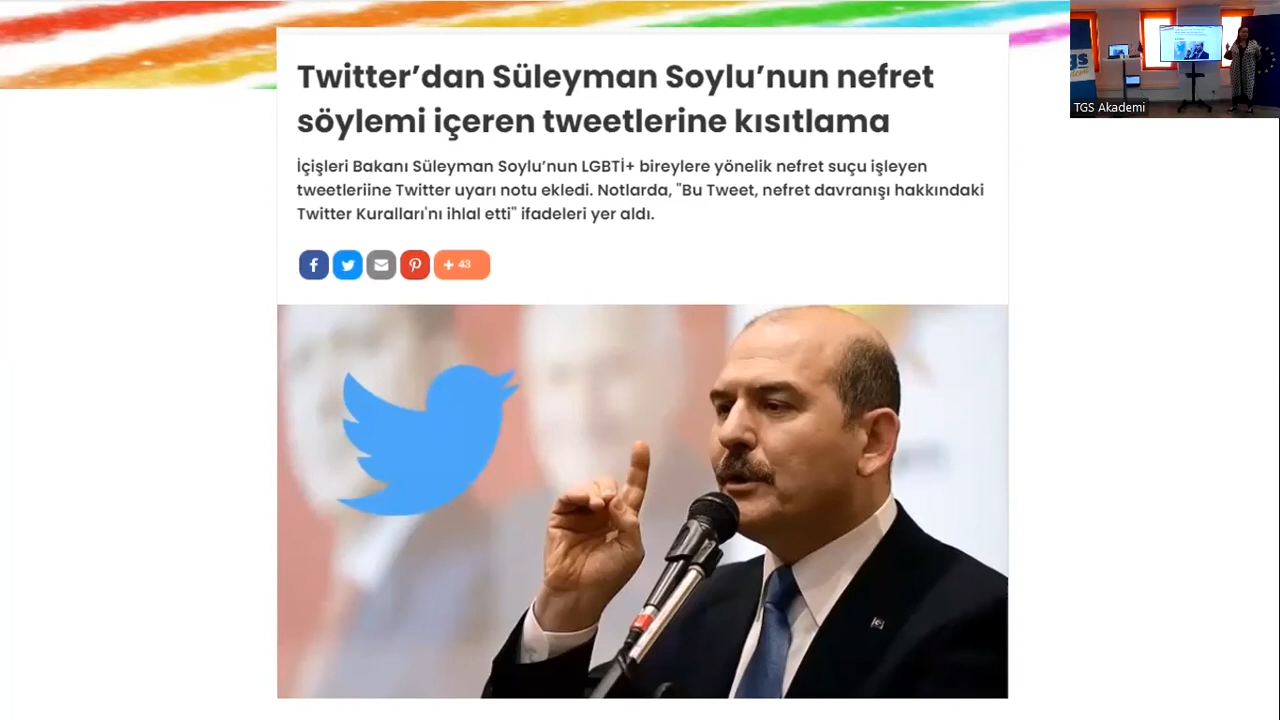 Twitter’dan Süleyman Soylu’nun nefret
söylemi içeren tweetlerine kısıtlama
İçişleri Bakanı Süleyman Soylu’nun LGBTİ+ bireylere yönelik nefret suçu işleyen
tweetleriine Twitter uyarı notu ekledi. Notlarda, "Bu Tweet, nefret davranışı hakkındaki
Twitter Kuralları'nı ihlal etti" ifadeleri yer aldı.
43
TGS Akademi